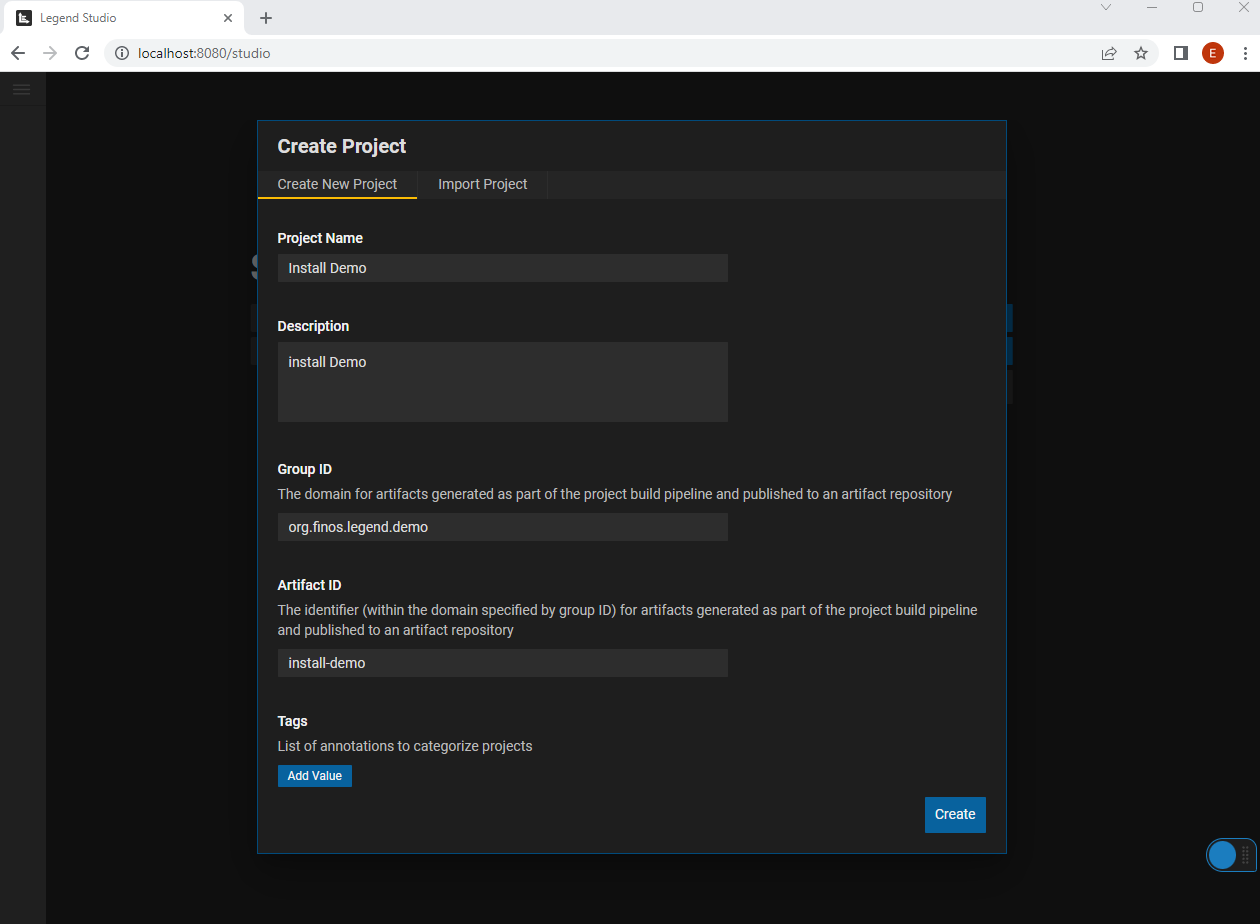 Legend Studio
localhost:8080/studio
E
Create Project
Create New Project
Import Project
Project Name
Install Demo
Description
install Demo
Group ID
The domain for artifacts generated as part of the project build pipeline and published to an artifact repository
org.finos.legend.demo
Artifact ID
The identifier (within the domain specified by group ID) for artifacts generated as part of the project build pipeline
and published to an artifact repository
install-demo
Tags
List of annotations to categorize projects
Add Value
Create